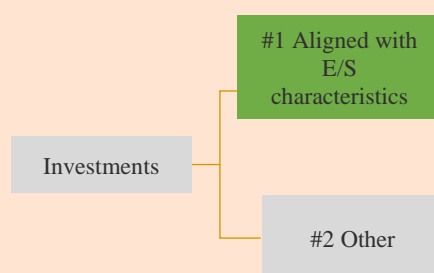 #1 Aligned with
E/S
characteristics
Investments
#2 Other